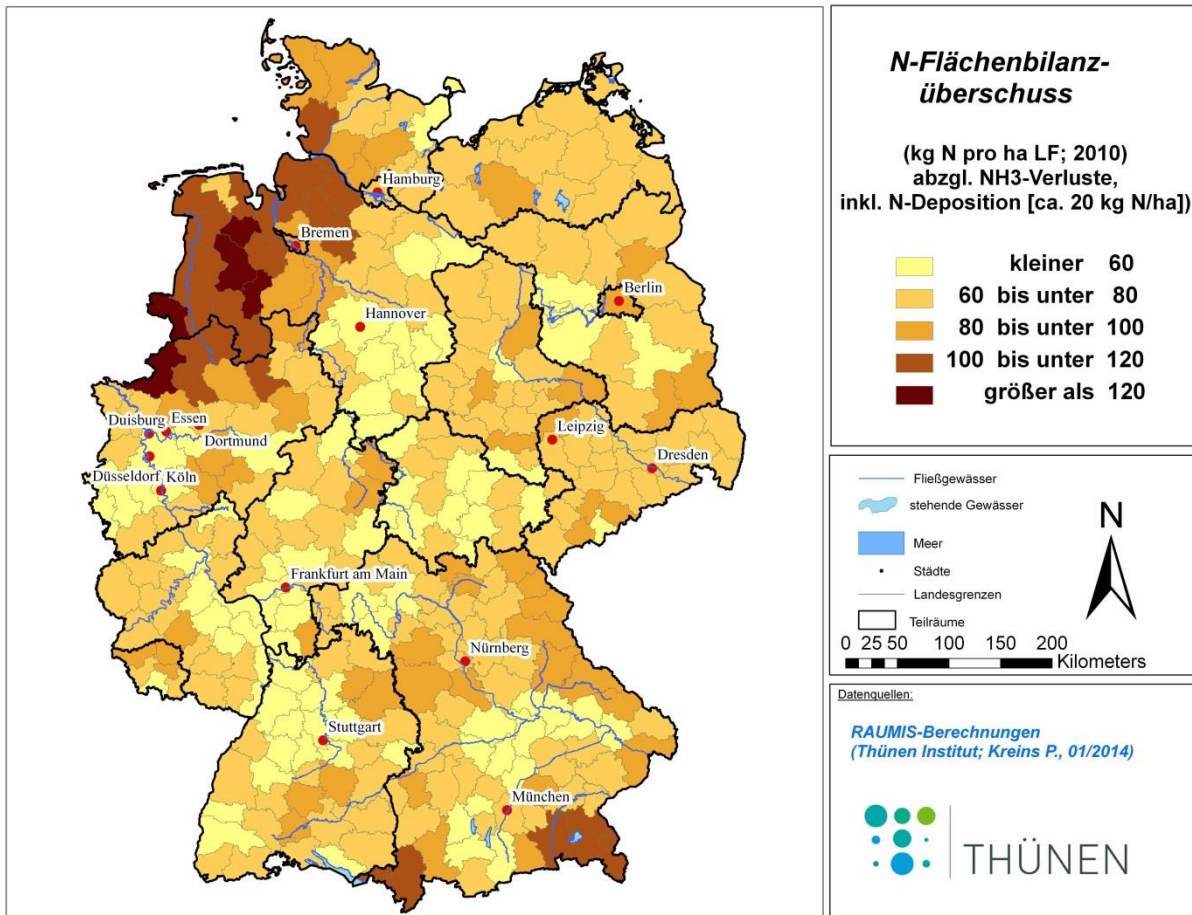 Hamburg
Bremen
Berlin
Hannover
Duisburg
Essen
Dortmund
Leipzig
Düsseldorf
Köln
Dresden
Frankfurt am Main
Nürnberg
Stuttgart
München
N-Flächenbilanz-
überschuss
(kg N pro ha LF; 2010)
abzgl. NH3-Verluste,
inkl. N-Deposition [ca. 20 kg N/ha])
kleiner 60
60 bis unter 80
80 bis unter 100
100 bis unter 120
größer als 120
Fließgewässer
stehende Gewässer
Meer
Städte
Landesgrenzen
Teilräume
N
0 25 50 100 150 200
Kilometers
Datenquellen:
RAUMIS-Berechnungen
(Thünen Institut; Kreins P., 01/2014)
THÜNEN